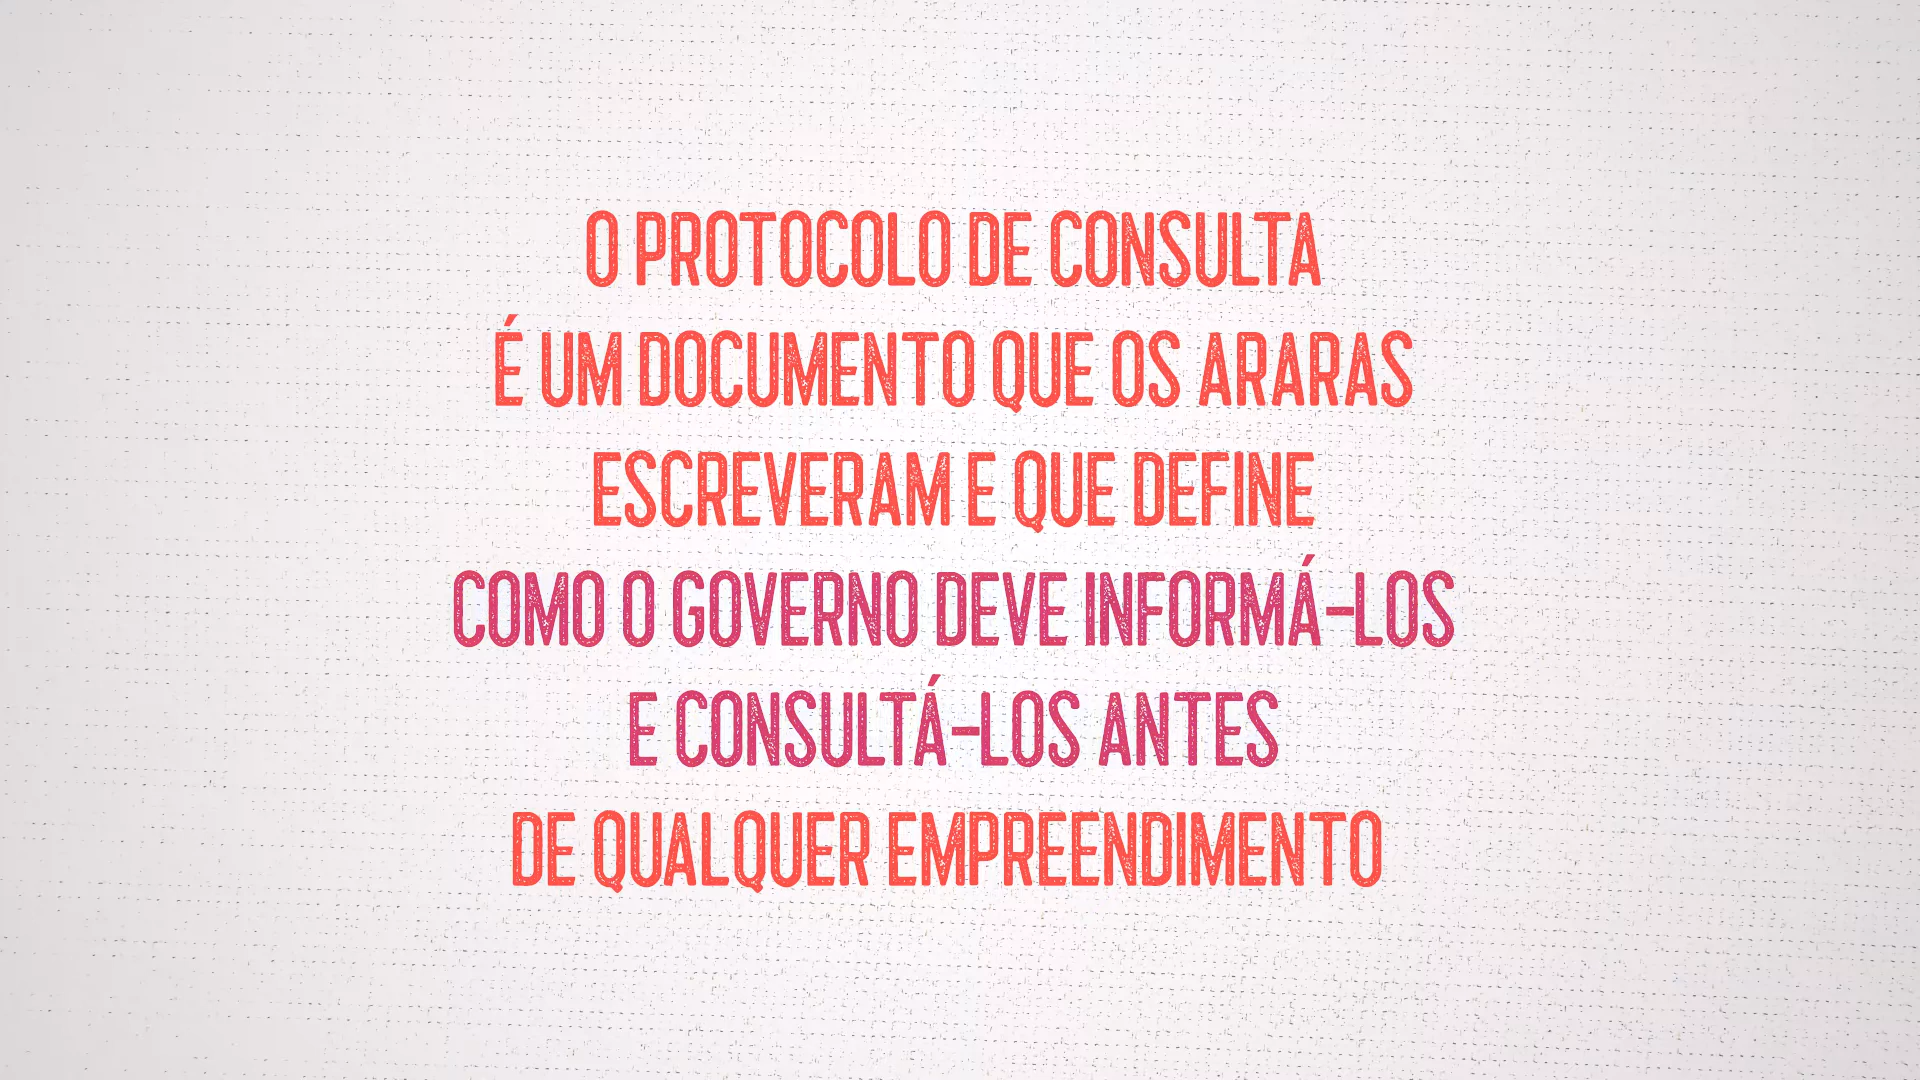 O PROTOCOLO DE CONSULTA
É UM DOCUMENTO QUE OS ARARAS
ESCREVERAM E QUE DEFINE
COMO O GOVERNO DEVE INFORMÁ-LOS
E CONSULTÁ-LOS ANTES
DE QUALQUER EMPREENDIMENTO